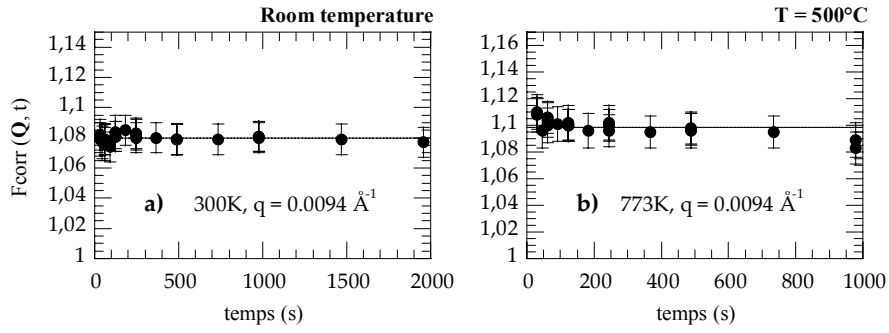 Room temperature
T = 500°C
Fcorr (Q, t)
1,14
1,12
1,1
1,08
1,06
1,04
1,02
1
a) 300K, q = 0.0094 Å-1
0 500 1000 1500 2000
temps (s)
1,16
1,14
1,12
1,1
1,08
1,06
1,04
1,02
1
b) 773K, q = 0.0094 Å-1
0 200 400 600 800 1000
temps (s)